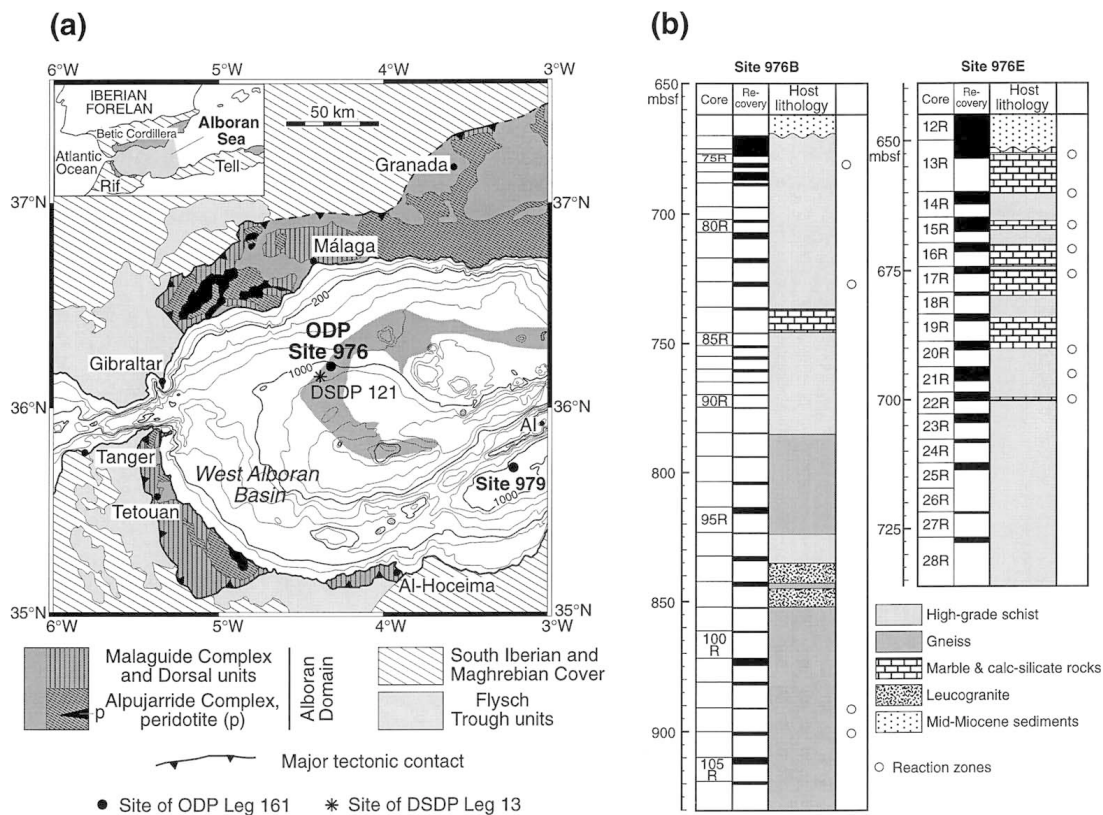 (a)
6°W
5°W
4°W
3°W
IBERIAN
FORELAN
Betic Cordillera
Alboran
Sea
Atlantic
Ocean
Rif
Tell
50 km
Granada
37°N
37°N
Málaga
200
ODP
Site 976
1000
DSDP 121
Gibraltar
36°N
36°N
Al
Tanger
West Alboran
Basin
Site 979
1000
Tetouan
Al-Hoceima
35°N
35°N
6°W
5°W
4°W
3°W
Malaguide Complex
and Dorsal units
Alpujarride Complex,
peridotite (p)
p
Alboran
Domain
South Iberian and
Maghrebian Cover
Flysch
Trough units
Major tectonic contact
Site of ODP Leg 161
Site of DSDP Leg 13
(b)
Site 976B
650
mbsf
Core
Re-
covery
Host
lithology
75R
700
80R
750
85R
90R
800
95R
850
100
R
900
105
R
Site 976E
Core
Re-
covery
Host
lithology
650
mbsf
12R
13R
14R
15R
16R
675
17R
18R
19R
20R
21R
700
22R
23R
24R
25R
26R
725
27R
28R
High-grade schist
Gneiss
Marble & calc-silicate rocks
Leucogranite
Mid-Miocene sediments
Reaction zones